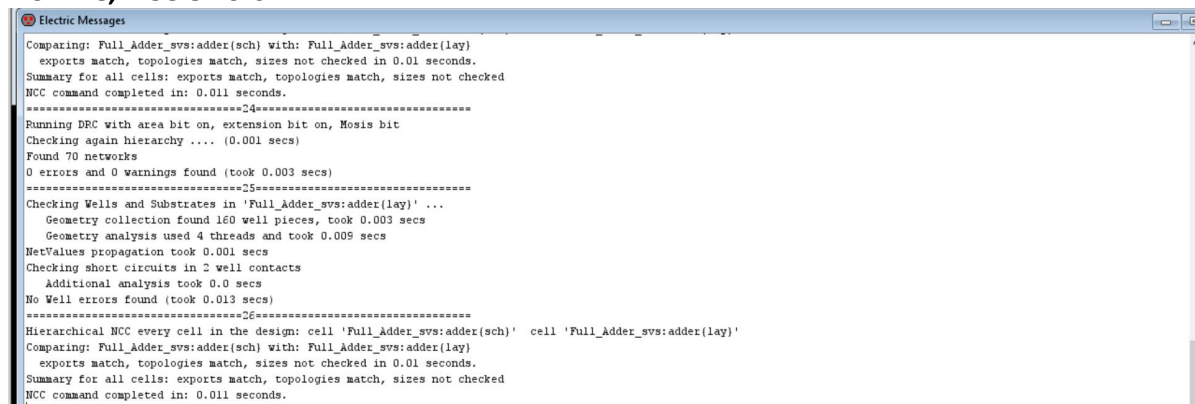 Electric Messages
Comparing: Full_Adder_svs:adder{sch} with: Full_Adder_svs:adder{lay}
exports match, topologies match, sizes not checked in 0.01 seconds.
Summary for all cells: exports match, topologies match, sizes not checked
NCC command completed in: 0.011 seconds.
=================================24=================================
Running DRC with area bit on, extension bit on, Mosis bit
Checking again hierarchy .... (0.001 secs)
Found 70 networks
0 errors and 0 warnings found (took 0.003 secs)
=================================25=================================
Checking Wells and Substrates in 'Full_Adder_svs:adder{lay}' ...
Geometry collection found 160 well pieces, took 0.003 secs
Geometry analysis used 4 threads and took 0.009 secs
NetValues propagation took 0.001 secs
Checking short circuits in 2 well contacts
Additional analysis took 0.0 secs
No Well errors found (took 0.013 secs)
=================================26=================================
Hierarchical NCC every cell in the design: cell 'Full_Adder_svs:adder{sch}' cell 'Full_Adder_svs:adder{lay}'
Comparing: Full_Adder_svs:adder{sch} with: Full_Adder_svs:adder{lay}
exports match, topologies match, sizes not checked in 0.01 seconds.
Summary for all cells: exports match, topologies match, sizes not checked
NCC command completed in: 0.011 seconds.